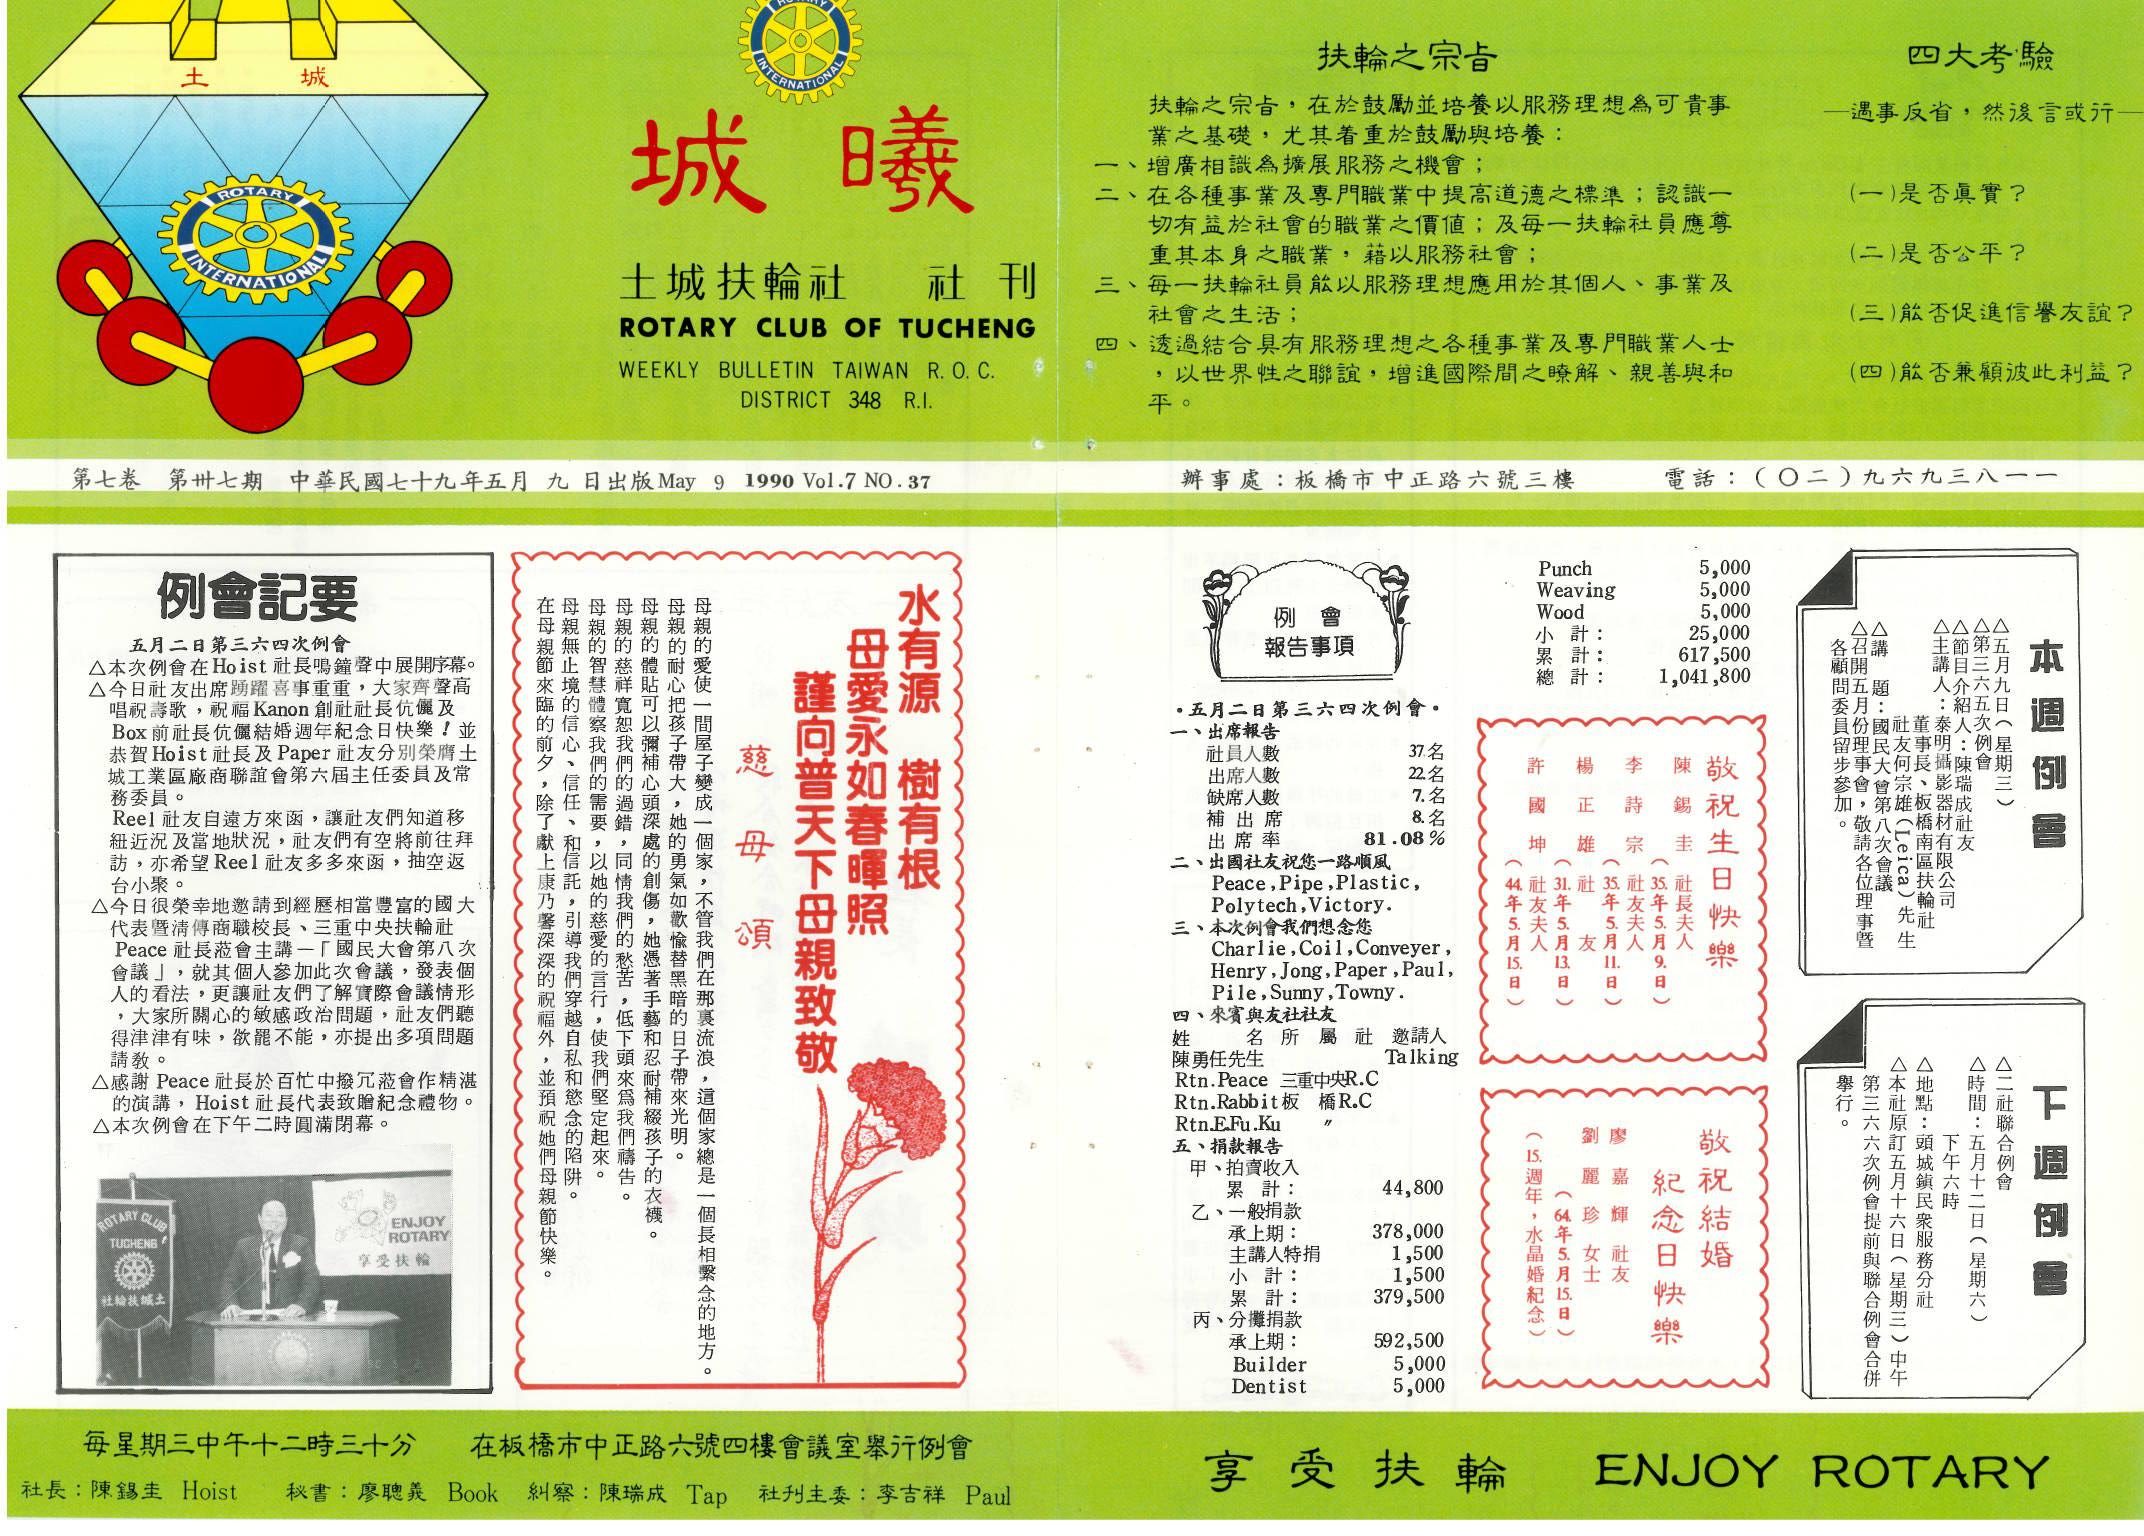 土　城
ROTARY INTERNATIONAL
ROTARY INTERNATIONAL
城曦
土城扶輪社　社刊
ROTARY CLUB OF TUCHENG
WEEKLY BULLETIN TAIWAN R. O. C.
DISTRICT 348 R.I.
扶輪之宗旨
扶輪之宗旨，在於鼓勵並培養以服務理想為可貴事
業之基礎，尤其着重於鼓勵與培養：
一、增廣相識為擴展服務之機會；
二、在各種事業及專門職業中提高道德之標準；認識一
切有益於社會的職業之價值；及每一扶輪社員應尊
重其本身之職業，藉以服務社會；
三、每一扶輪社員能以服務理想應用於其個人、事業及
社會之生活；
四、透過結合具有服務理想之各種事業及專門職業人士
，以世界性之聯誼，增進國際間之瞭解、親善與和
平。
四大考驗
—遇事反省，然後言或行—
(一)是否眞實？
(二)是否公平？
(三)能否促進信譽友誼？
(四)能否兼顧彼此利益？
第七卷　第卅七期　中華民國七十九年五月 九 日出版May 9 1990 Vol.7 NO.37
辦事處：板橋市中正路六號三樓　電話：(〇二)九六九三八一一
例會記要
五月二日第三六四次例會
△本次例會在Hoist社長鳴鐘聲中展開序幕。
△今日社友出席踴躍喜事重重，大家齊聲高
唱祝壽歌，祝福Kanon創社社長伉儷及
Box前社長伉儷結婚週年紀念日快樂！並
恭賀Hoist社長及Paper社友分別榮膺土
城工業區廠商聯誼會第六屆主任委員及常
務委員。
Reel社友自遠方來函，讓社友們知道移
紐近況及當地狀況，社友們有空將前往拜
訪，亦希望Reel社友多多來函，抽空返
台小聚。
△今日很榮幸地邀請到經歷相當豐富的國大
代表暨清傳商職校長、三重中央扶輪社
Peace社長蒞會主講－「國民大會第八次
會議」，就其個人參加此次會議，發表個
人的看法，更讓社友們了解實際會議情形
，大家所關心的敏感政治問題，社友們聽
得津津有味，欲罷不能，亦提出多項問題
請教。
△感謝Peace社長於百忙中撥冗蒞會作精湛
的演講，Hoist社長代表致贈紀念禮物。
△本次例會在下午二時圓滿閉幕。
ROTARY CLUB
TUCHENG
土城扶輪社
ENJOY
ROTARY
享受扶輪
水有源　樹有根
母愛永如春暉照
謹向普天下母親致敬
慈母頌
母親的愛使一間屋子變成一個家，不管我們在那裏流浪，這個家總是一個長相繫念的地方。
母親的耐心把孩子帶大，她的勇氣如歡愉替黑暗的日子帶來光明。
母親的體貼可以彌補心頭深處的創傷，她憑著手藝和忍耐補綴孩子的衣襪。
母親的慈祥寬恕我們的過錯，同情我們的愁苦，低下頭來爲我們禱告。
母親的智慧體察我們的需要，以她的慈愛的言行，使我們堅定起來。
母親無止境的信心、信任、和信託，引導我們穿越自私和慾念的陷阱。
在母親節來臨的前夕，除了獻上康乃馨深深的祝福外，並預祝她們母親節快樂。
例會
報告事項
・五月二日第三六四次例會・
一、出席報告
社員人數　37.名
出席人數　22.名
缺席人數　7.名
補出席　8.名
出席率　81.08%
二、出國社友祝您一路順風
Peace,Pipe,Plastic,
Polytech,Victory.
三、本次例會我們想念您
Charlie,Coil,Conveyer,
Henry,Jong,Paper,Paul,
Pile,Sunny,Towny.
四、來賓與友社社友
姓　名　所屬社　邀請人
陳勇任先生　Talking
Rtn.Peace 三重中央R.C
Rtn.Rabbit板　橋R.C
Rtn.E.Fu.Ku　〃
五、捐款報告
甲、拍賣收入
累　計：　44,800
乙、一般捐款
承上期：　378,000
主講人特捐　1,500
小　計：　1,500
累　計：　379,500
丙、分攤捐款
承上期：　592,500
Builder　5,000
Dentist　5,000
Punch　5,000
Weaving　5,000
Wood　5,000
小　計：　25,000
累　計：　617,500
總　計：　1,041,800
敬祝生日快樂
陳錫圭　社長夫人（35.年5.月9.日）
李詩宗　社友夫人（35.年5.月11.日）
楊正雄　社友（31.年5.月13.日）
許國坤　社友夫人（44.年5.月15.日）
敬祝結婚
紀念日快樂
廖嘉輝　社友
劉麗珍　女士
（64.年5.月15.日）
（15.週年，水晶婚紀念）
本週例會
△五月九日（星期三）
△第三六五次例會
△節目介紹人：陳瑞成社友
△主講人：泰明攝影器材有限公司
董事長、板橋南區扶輪社
社友何宗雄（Leica）先生
△講　題：國民大會第八次會議
△召開五月份理事會，敬請各位理事暨
各顧問委員留步參加。
下週例會
△二社聯合例會
△時間：五月十二日（星期六）
下午六時
△地點：頭城鎮民衆服務分社
△本社原訂五月十六日（星期三）中午
第三六六次例會提前與聯合例會合併
舉行。
每星期三中午十二時三十分　在板橋市中正路六號四樓會議室舉行例會
社長：陳錫圭 Hoist　秘書：廖聰義 Book　糾察：陳瑞成 Tap　社刋主委：李吉祥 Paul
享受扶輪　ENJOY ROTARY